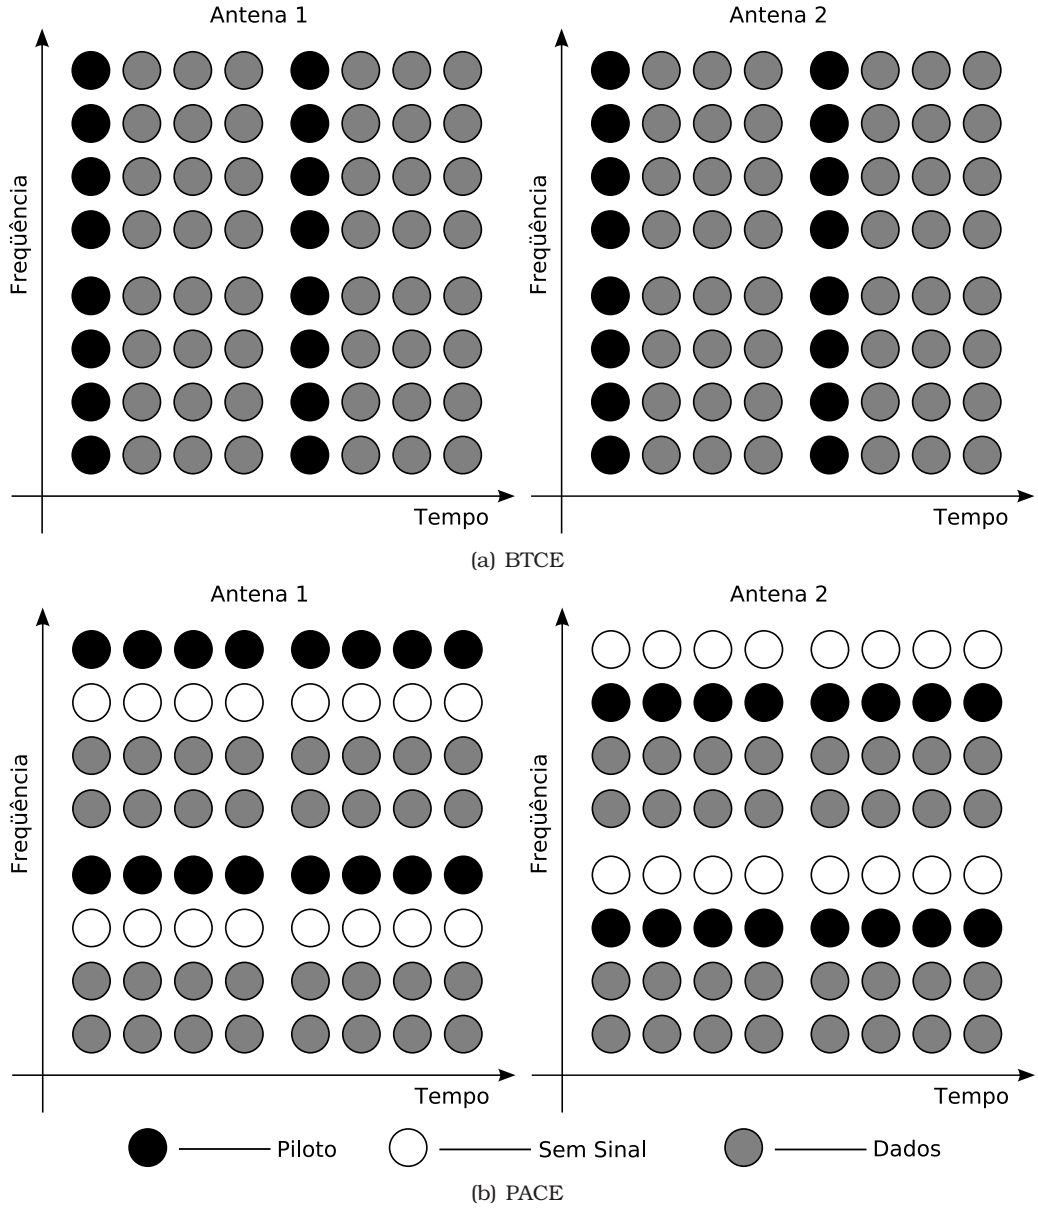 Antena 1
Antena 2
Freqüência
Freqüência
Tempo
Tempo
(a) BTCE
Antena 1
Antena 2
Freqüência
Freqüência
Tempo
Tempo
Piloto
Sem Sinal
Dados
(b) PACE